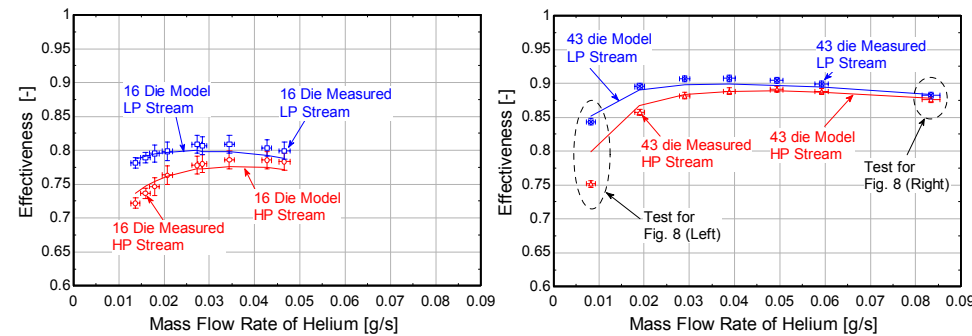 1
0.95
0.9
0.85
0.8
0.75
0.7
0.65
0.6
Effectiveness [-]
16 Die Model
LP Stream
16 Die Measured
LP Stream
16 Die Measured
HP Stream
16 Die Model
HP Stream
0 0.01 0.02 0.03 0.04 0.05 0.06 0.07 0.08 0.09
Mass Flow Rate of Helium [g/s]
1
0.95
0.9
0.85
0.8
0.75
0.7
0.65
0.6
Effectiveness [-]
43 die Model
LP Stream
43 die Measured
LP Stream
43 die Measured
HP Stream
43 die Model
HP Stream
Test for
Fig. 8 (Left)
Test for
Fig. 8 (Right)
0 0.01 0.02 0.03 0.04 0.05 0.06 0.07 0.08 0.09
Mass Flow Rate of Helium [g/s]